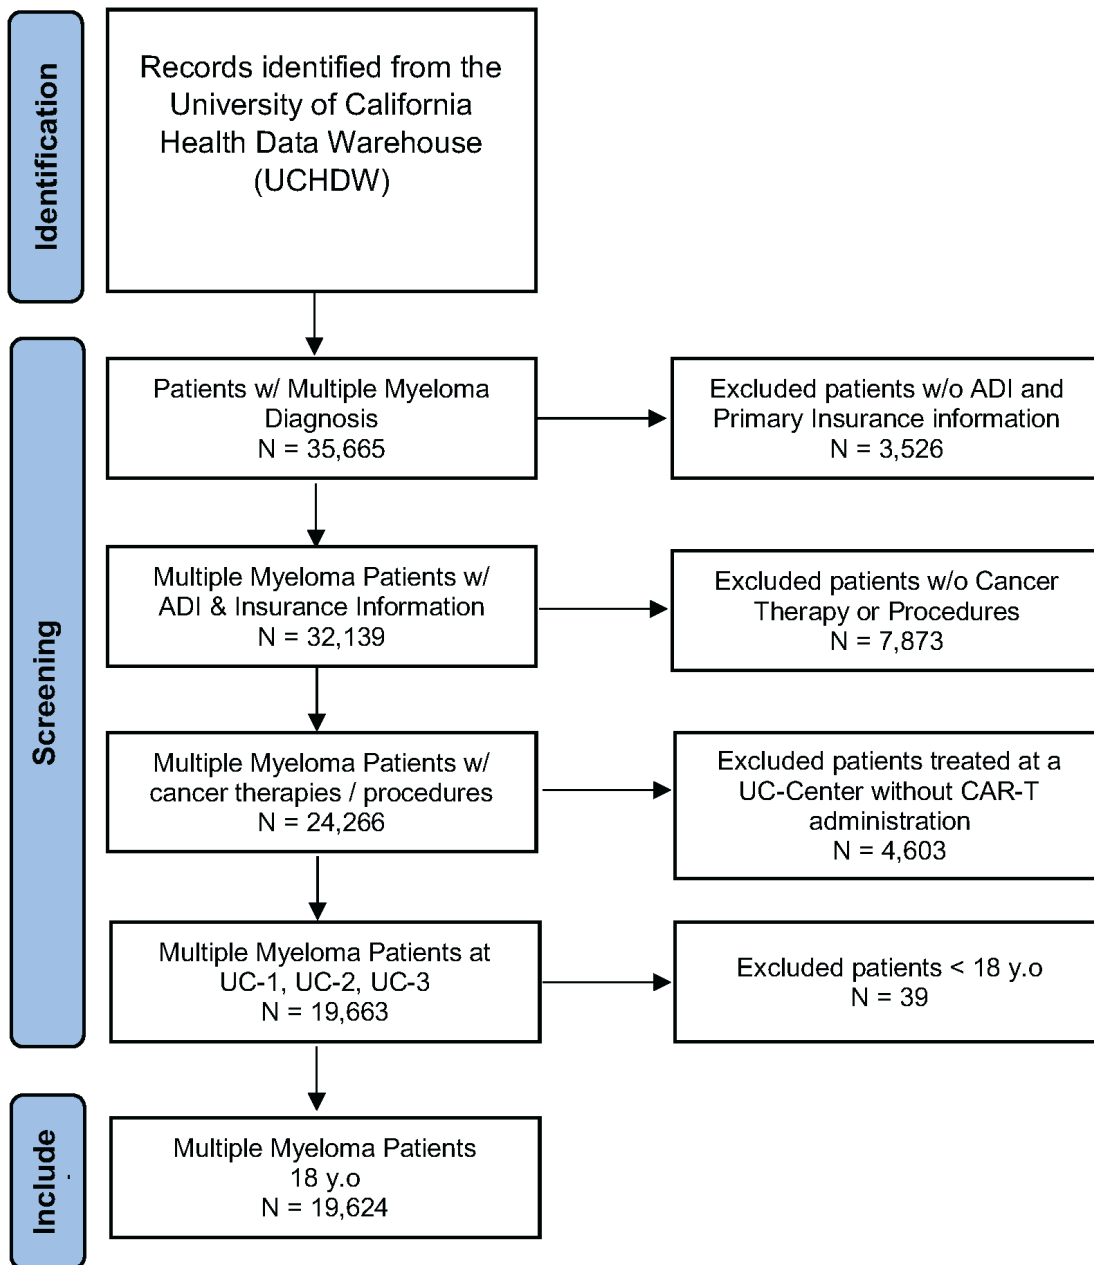 Identification
Records identified from the
University of California
Health Data Warehouse
(UCHDW)
Screening
Patients w/ Multiple Myeloma
Diagnosis
N = 35,665
Excluded patients w/o ADI and
Primary Insurance information
N = 3,526
Multiple Myeloma Patients w/
ADI & Insurance Information
N = 32,139
Excluded patients w/o Cancer
Therapy or Procedures
N = 7,873
Multiple Myeloma Patients w/
cancer therapies / procedures
N = 24,266
Excluded patients treated at a
UC-Center without CAR-T
administration
N = 4,603
Multiple Myeloma Patients at
UC-1, UC-2, UC-3
N = 19,663
Excluded patients < 18 y.o
N = 39
Include
Multiple Myeloma Patients
18 y.o
N = 19,624